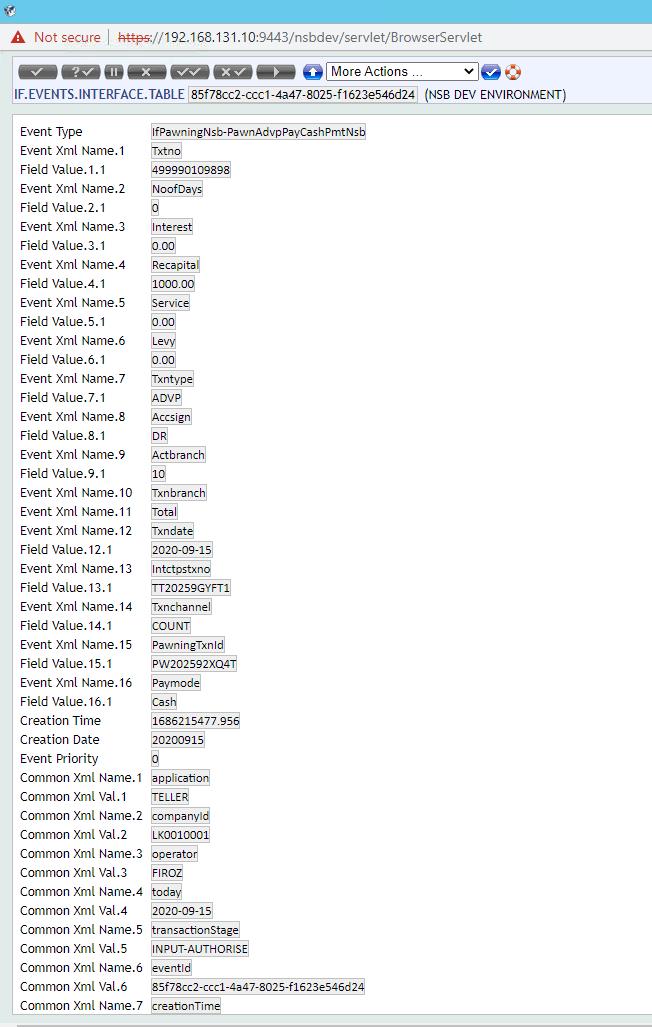 Not secure https://192.168.131.10:9443/nsbdev/servlet/BrowserServlet
More Actions ...
IF.EVENTS.INTERFACE.TABLE 85f78cc2-ccc1-4a47-8025-f1623e546d24 (NSB DEV ENVIRONMENT)
Event Type IfPawningNsb-PawnAdvpPayCashPmtNsb
Event Xml Name.1 Txtno
Field Value.1.1 499990109898
Event Xml Name.2 NoofDays
Field Value.2.1 0
Event Xml Name.3 Interest
Field Value.3.1 0.00
Event Xml Name.4 Recapital
Field Value.4.1 1000.00
Event Xml Name.5 Service
Field Value.5.1 0.00
Event Xml Name.6 Levy
Field Value.6.1 0.00
Event Xml Name.7 Txntype
Field Value.7.1 ADVP
Event Xml Name.8 Accsign
Field Value.8.1 DR
Event Xml Name.9 Actbranch
Field Value.9.1 10
Event Xml Name.10 Txnbranch
Event Xml Name.11 Total
Event Xml Name.12 Txndate
Field Value.12.1 2020-09-15
Event Xml Name.13 Intctpstxno
Field Value.13.1 TT20259GYFT1
Event Xml Name.14 Txnchannel
Field Value.14.1 COUNT
Event Xml Name.15 PawningTxnId
Field Value.15.1 PW202592XQ4T
Event Xml Name.16 Paymode
Field Value.16.1 Cash
Creation Time 1686215477.956
Creation Date 20200915
Event Priority 0
Common Xml Name.1 application
Common Xml Val.1 TELLER
Common Xml Name.2 companyId
Common Xml Val.2 LK0010001
Common Xml Name.3 operator
Common Xml Val.3 FIROZ
Common Xml Name.4 today
Common Xml Val.4 2020-09-15
Common Xml Name.5 transactionStage
Common Xml Val.5 INPUT-AUTHORISE
Common Xml Name.6 eventId
Common Xml Val.6 85f78cc2-ccc1-4a47-8025-f1623e546d24
Common Xml Name.7 creationTime